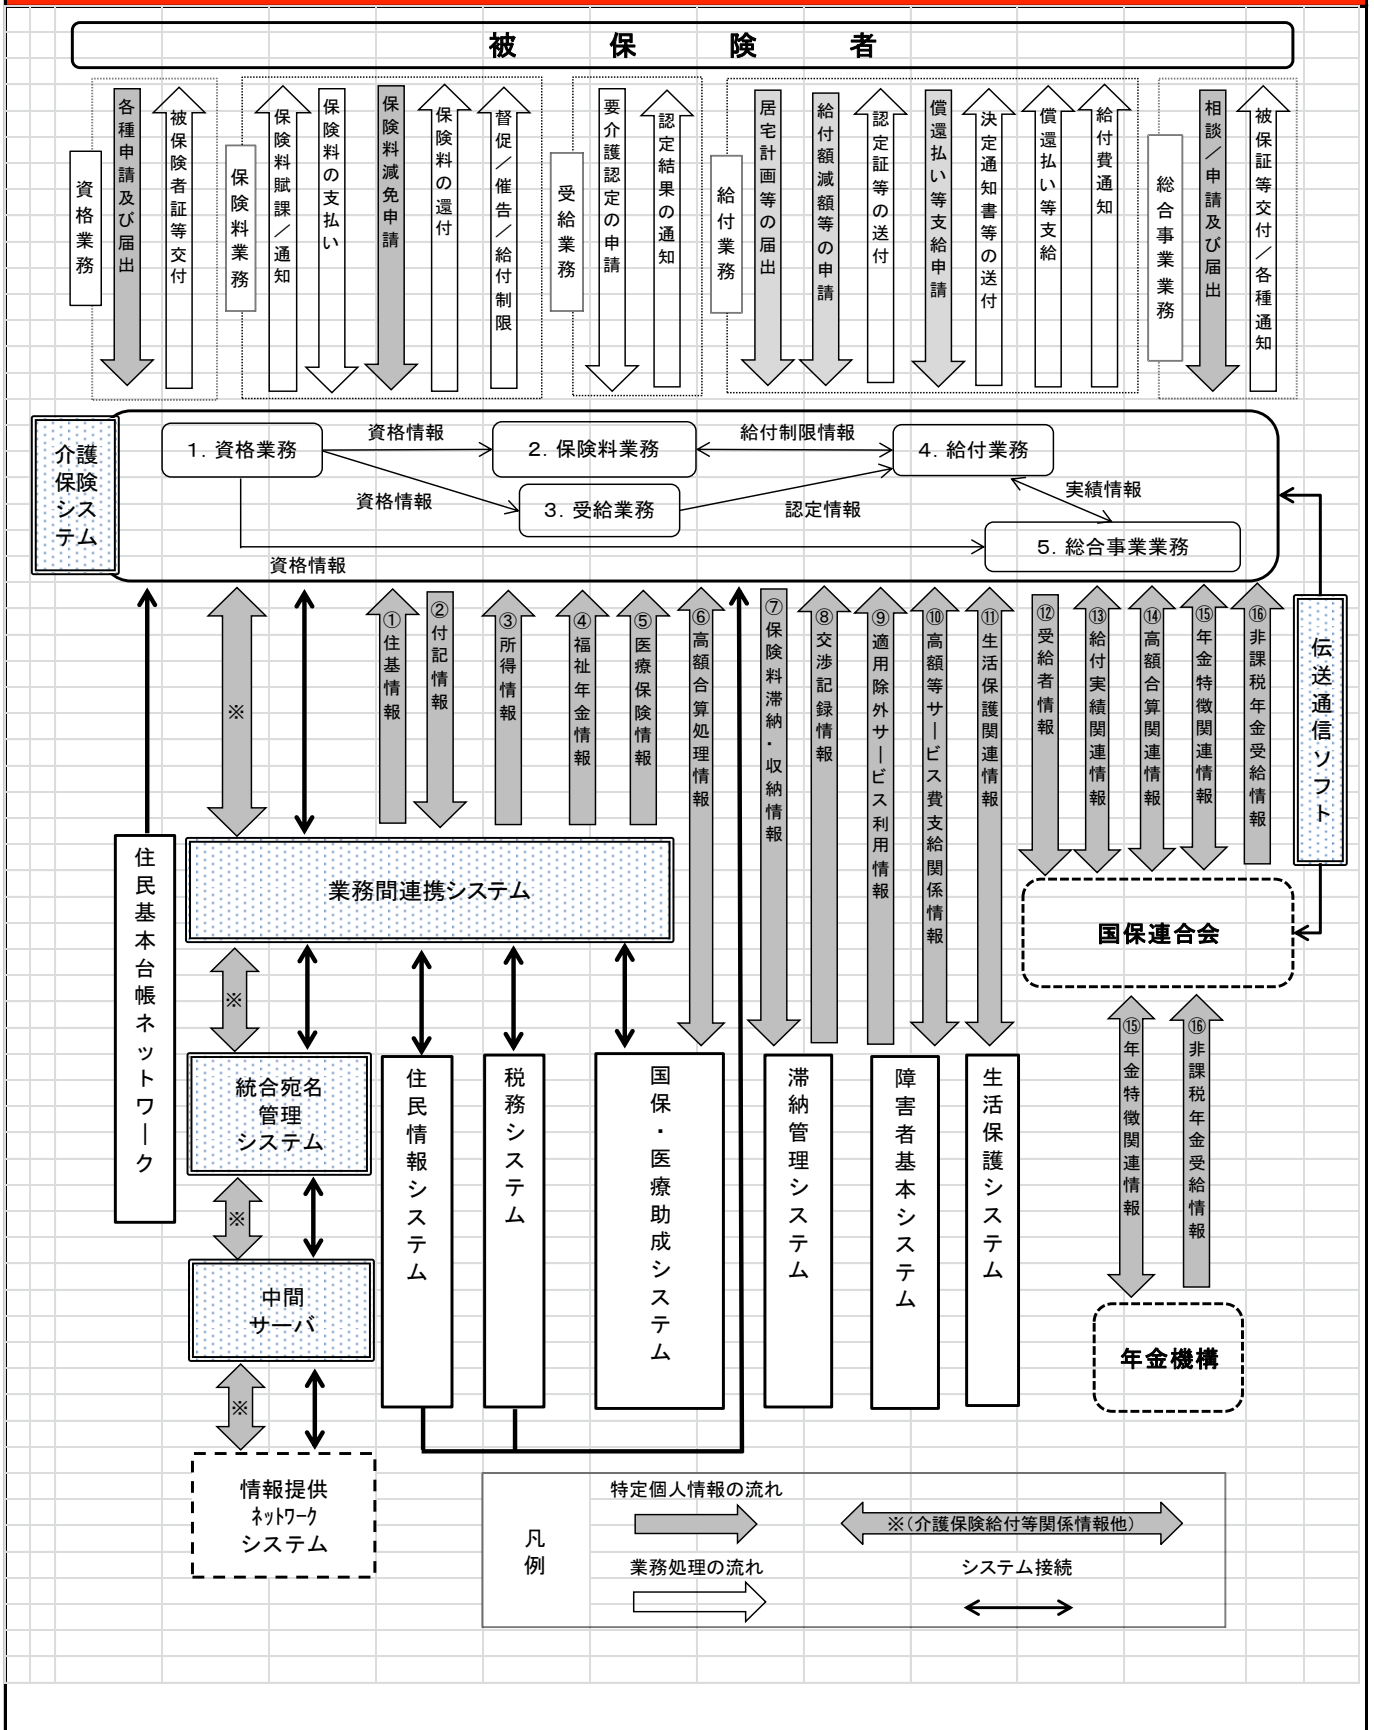 被保険者
資格業務
各種申請及び届出
被保険者証等交付
保険料業務
保険料賦課／通知
保険料の支払い
保険料減免申請
保険料の還付
督促／催告／給付制限
受給業務
要介護認定の申請
認定結果の通知
給付業務
居宅計画等の届出
給付額減額等の申請
認定証等の送付
償還払い等支給申請
決定通知書等の送付
償還払い等支給
給付費通知
総合事業業務
相談／申請及び届出
被保証等交付／各種通知
介護
保険
シス
テム
1．資格業務
資格情報
2．保険料業務
給付制限情報
4．給付業務
資格情報
3．受給業務
認定情報
実績情報
5．総合事業業務
資格情報
※
①住基情報
②付記情報
③所得情報
④福祉年金情報
⑤医療保険情報
⑥高額合算処理情報
⑦保険料滞納・収納情報
⑧交渉記録情報
⑨適用除外サービス利用情報
⑩高額等サービス費支給関係情報
⑪生活保護関連情報
⑫受給者情報
⑬給付実績関連情報
⑭高額合算関連情報
⑮年金特徴関連情報
⑯非課税年金受給情報
伝送通信ソフト
住民基本台帳ネットワーク
業務間連携システム
国保連合会
※
⑮年金特徴関連情報
⑯非課税年金受給情報
統合宛名
管理
システム
住民情報システム
税務システム
国保・医療助成システム
滞納管理システム
障害者基本システム
生活保護システム
※
中間
サーバ
年金機構
※
情報提供
ﾈｯﾄﾜｰｸ
システム
凡例
特定個人情報の流れ
※（介護保険給付等関係情報他）
業務処理の流れ
システム接続